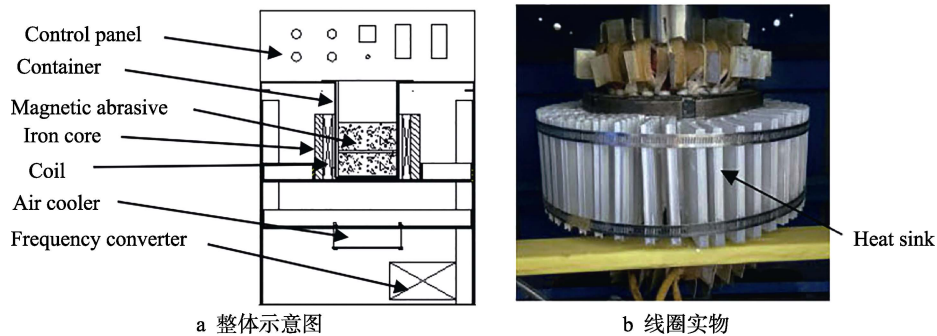 Control panel
Container
Magnetic abrasive
Iron core
Coil
Air cooler
Frequency converter
Heat sink
a 整体示意图
b 线圈实物